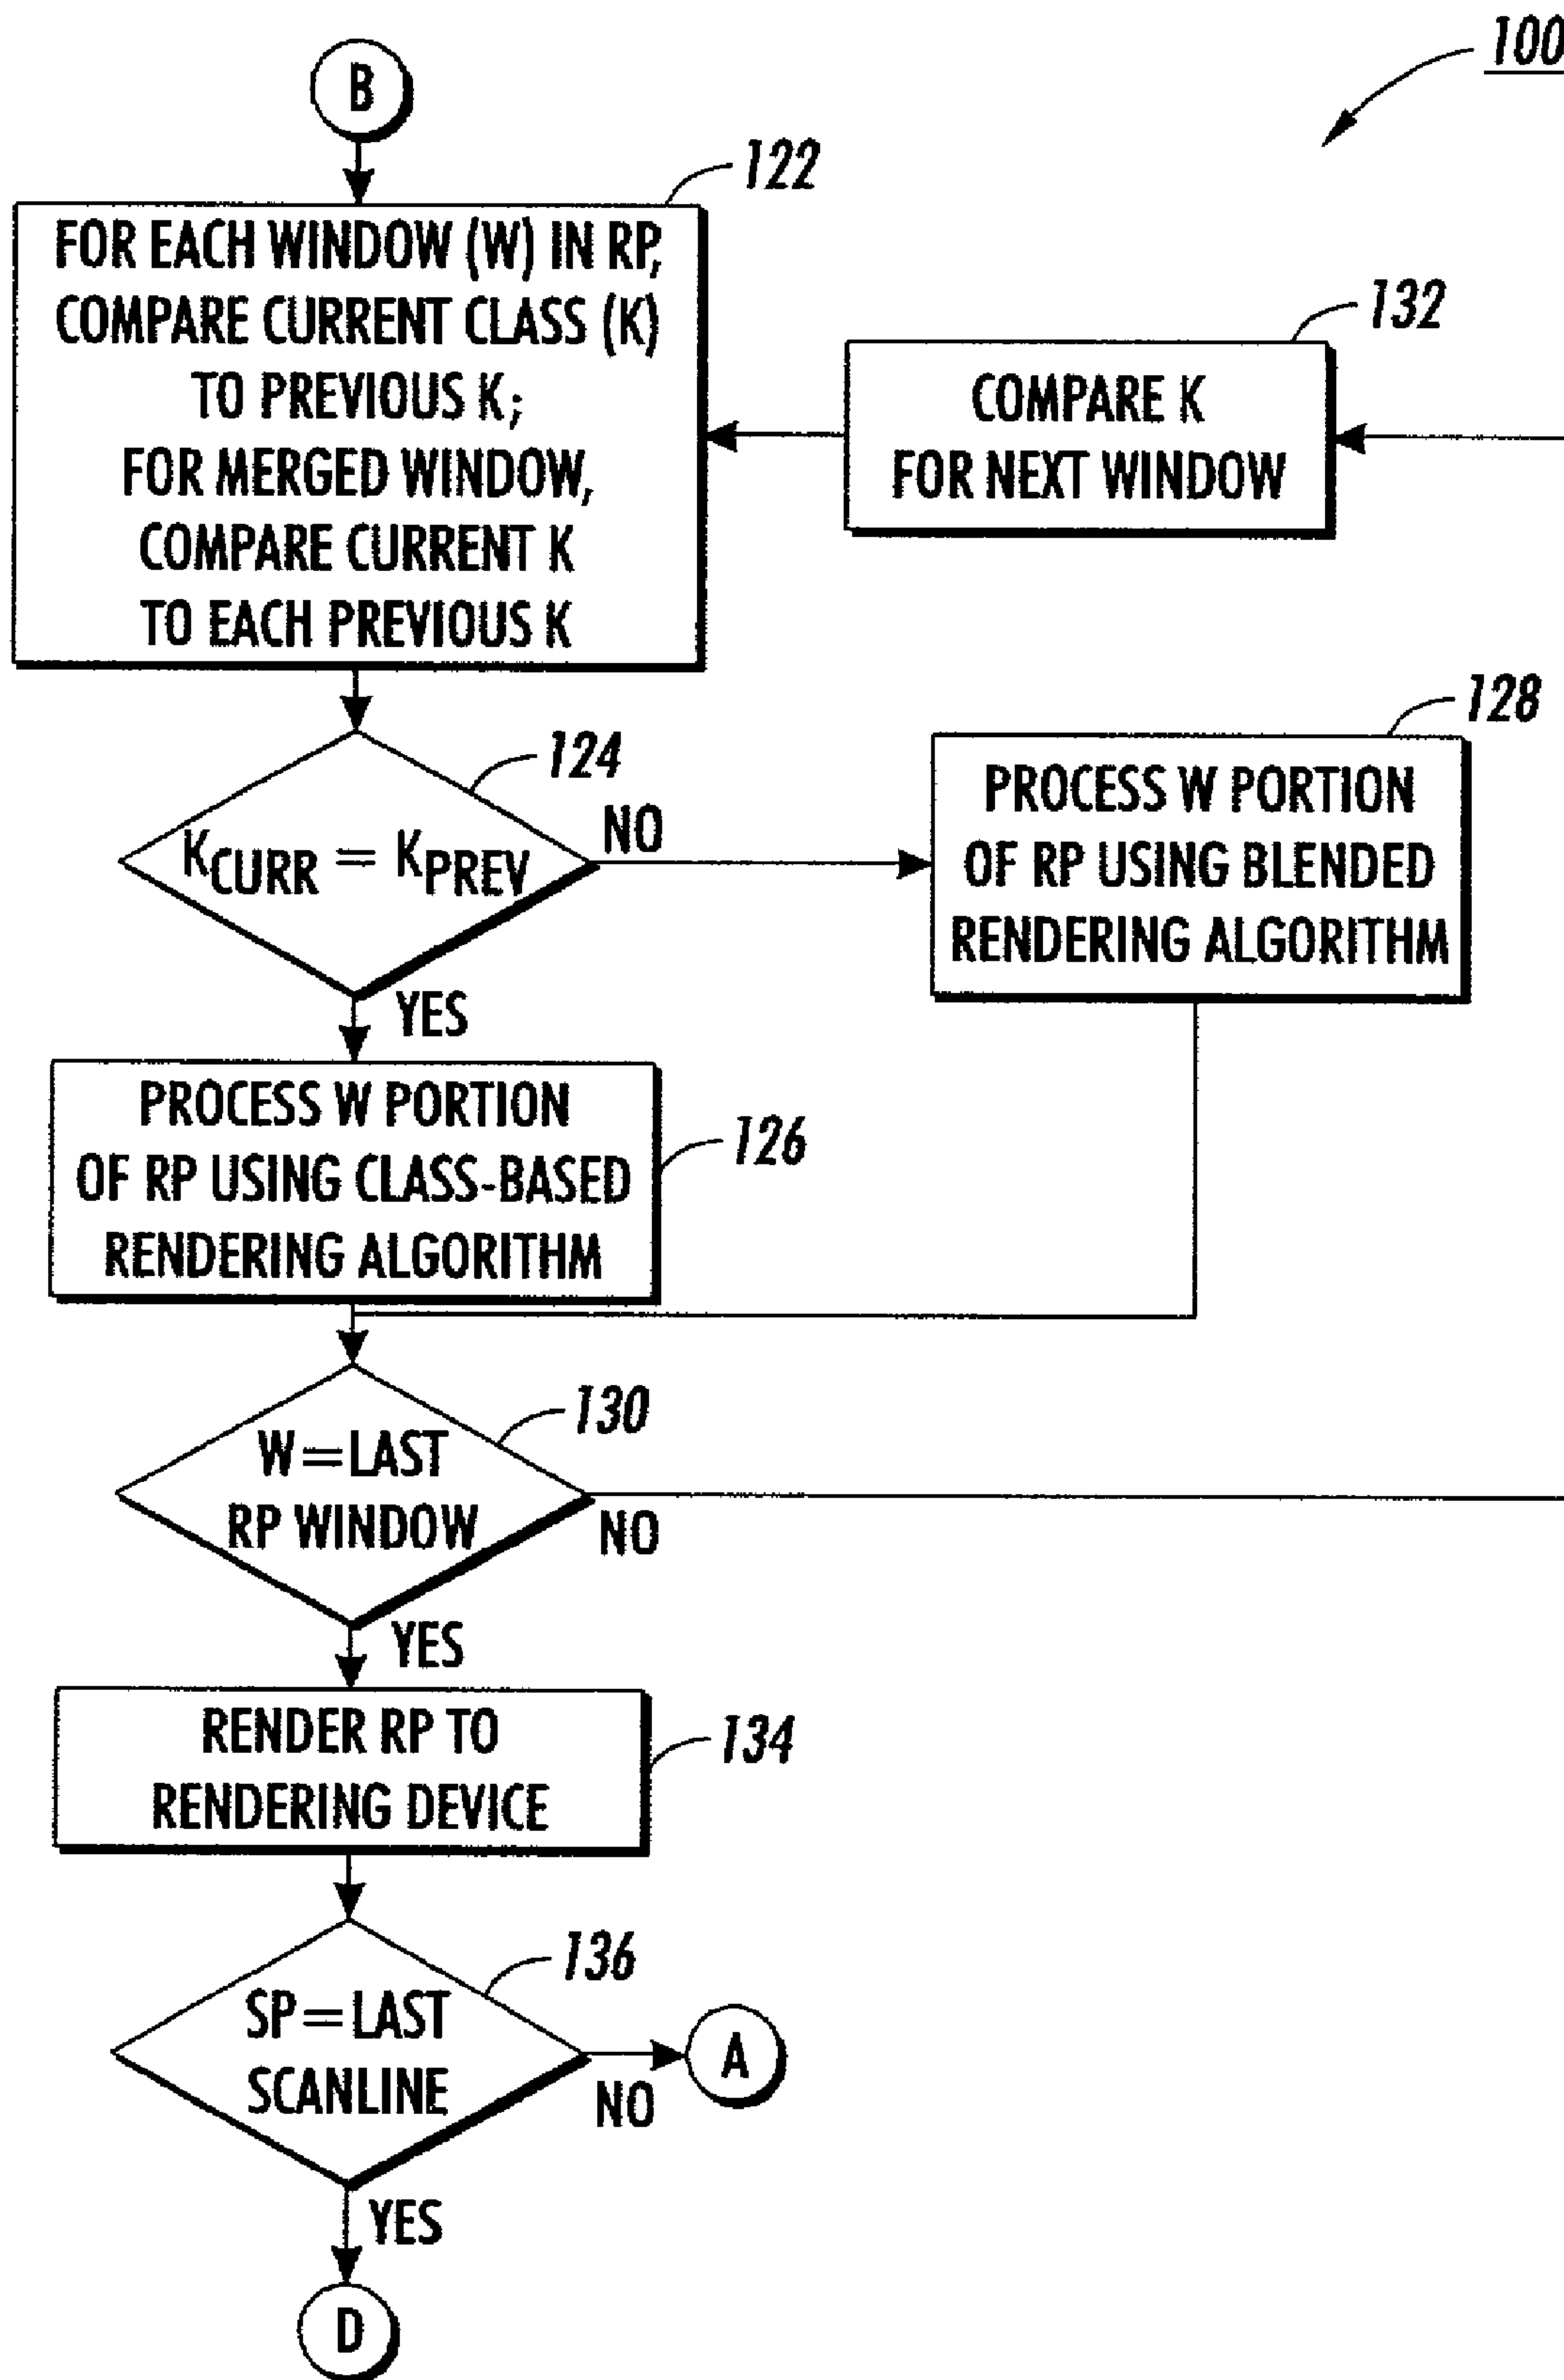 100
B
122
FOR EACH WINDOW (W) IN RP,
COMPARE CURRENT CLASS (K)
TO PREVIOUS K;
FOR MERGED WINDOW,
COMPARE CURRENT K
TO EACH PREVIOUS K
132
COMPARE K
FOR NEXT WINDOW
124
KCURR = KPREV
NO
128
PROCESS W PORTION
OF RP USING BLENDED
RENDERING ALGORITHM
YES
126
PROCESS W PORTION
OF RP USING CLASS-BASED
RENDERING ALGORITHM
130
W=LAST
RP WINDOW
NO
YES
134
RENDER RP TO
RENDERING DEVICE
136
SP=LAST
SCANLINE
NO
A
YES
D